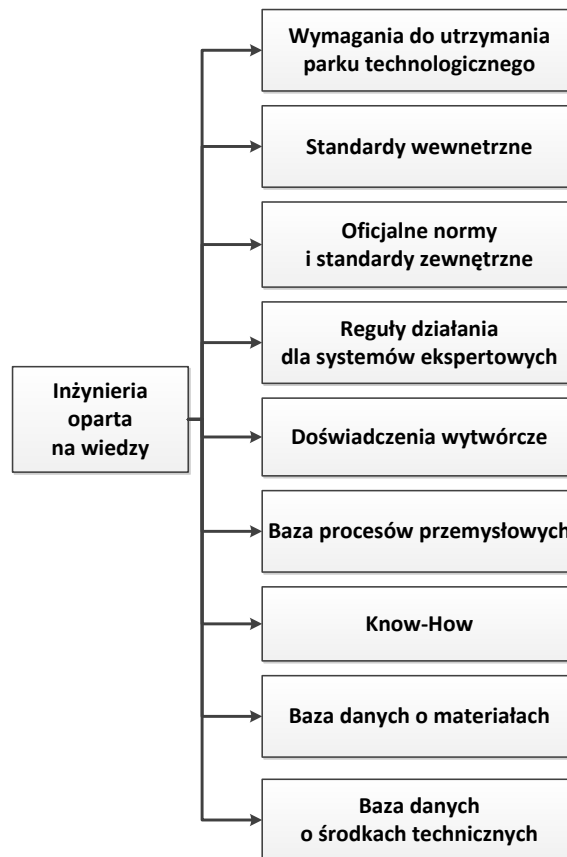 Wymagania do utrzymania
parku technologicznego
Standardy wewnetrzne
Oficjalne normy
i standardy zewnętrzne
Reguły działania
dla systemów ekspertowych
Inżynieria
oparta
na wiedzy
Doświadczenia wytwórcze
Baza procesów przemysłowych
Know-How
Baza danych o materiałach
Baza danych
o środkach technicznych